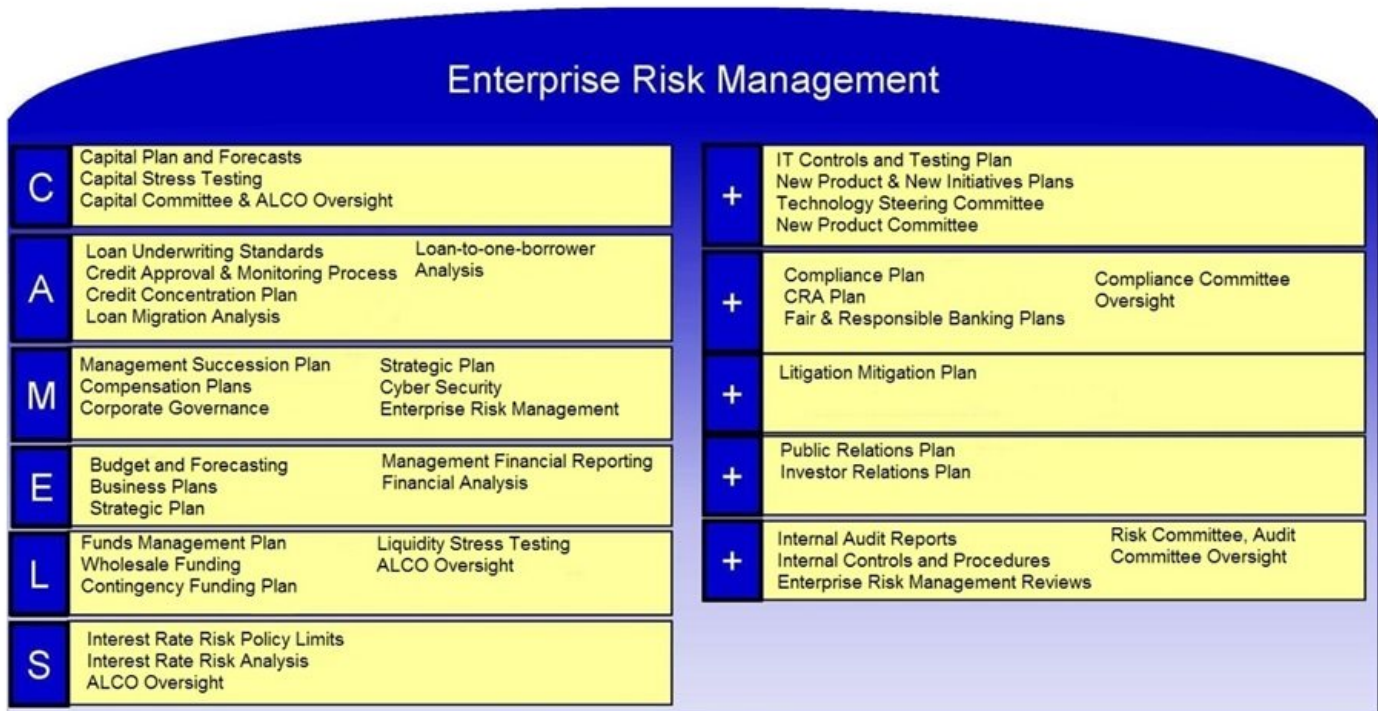 Enterprise Risk Management
C
Capital Plan and Forecasts
Capital Stress Testing
Capital Committee & ALCO Oversight
A
Loan Underwriting Standards
Credit Approval & Monitoring Process
Credit Concentration Plan
Loan Migration Analysis
Loan-to-one-borrower
Analysis
M
Management Succession Plan
Compensation Plans
Corporate Governance
Strategic Plan
Cyber Security
Enterprise Risk Management
E
Budget and Forecasting
Business Plans
Strategic Plan
Management Financial Reporting
Financial Analysis
L
Funds Management Plan
Wholesale Funding
Contingency Funding Plan
Liquidity Stress Testing
ALCO Oversight
S
Interest Rate Risk Policy Limits
Interest Rate Risk Analysis
ALCO Oversight
+
IT Controls and Testing Plan
New Product & New Initiatives Plans
Technology Steering Committee
New Product Committee
+
Compliance Plan
CRA Plan
Fair & Responsible Banking Plans
Compliance Committee
Oversight
+
Litigation Mitigation Plan
+
Public Relations Plan
Investor Relations Plan
+
Internal Audit Reports
Internal Controls and Procedures
Enterprise Risk Management Reviews
Risk Committee, Audit
Committee Oversight